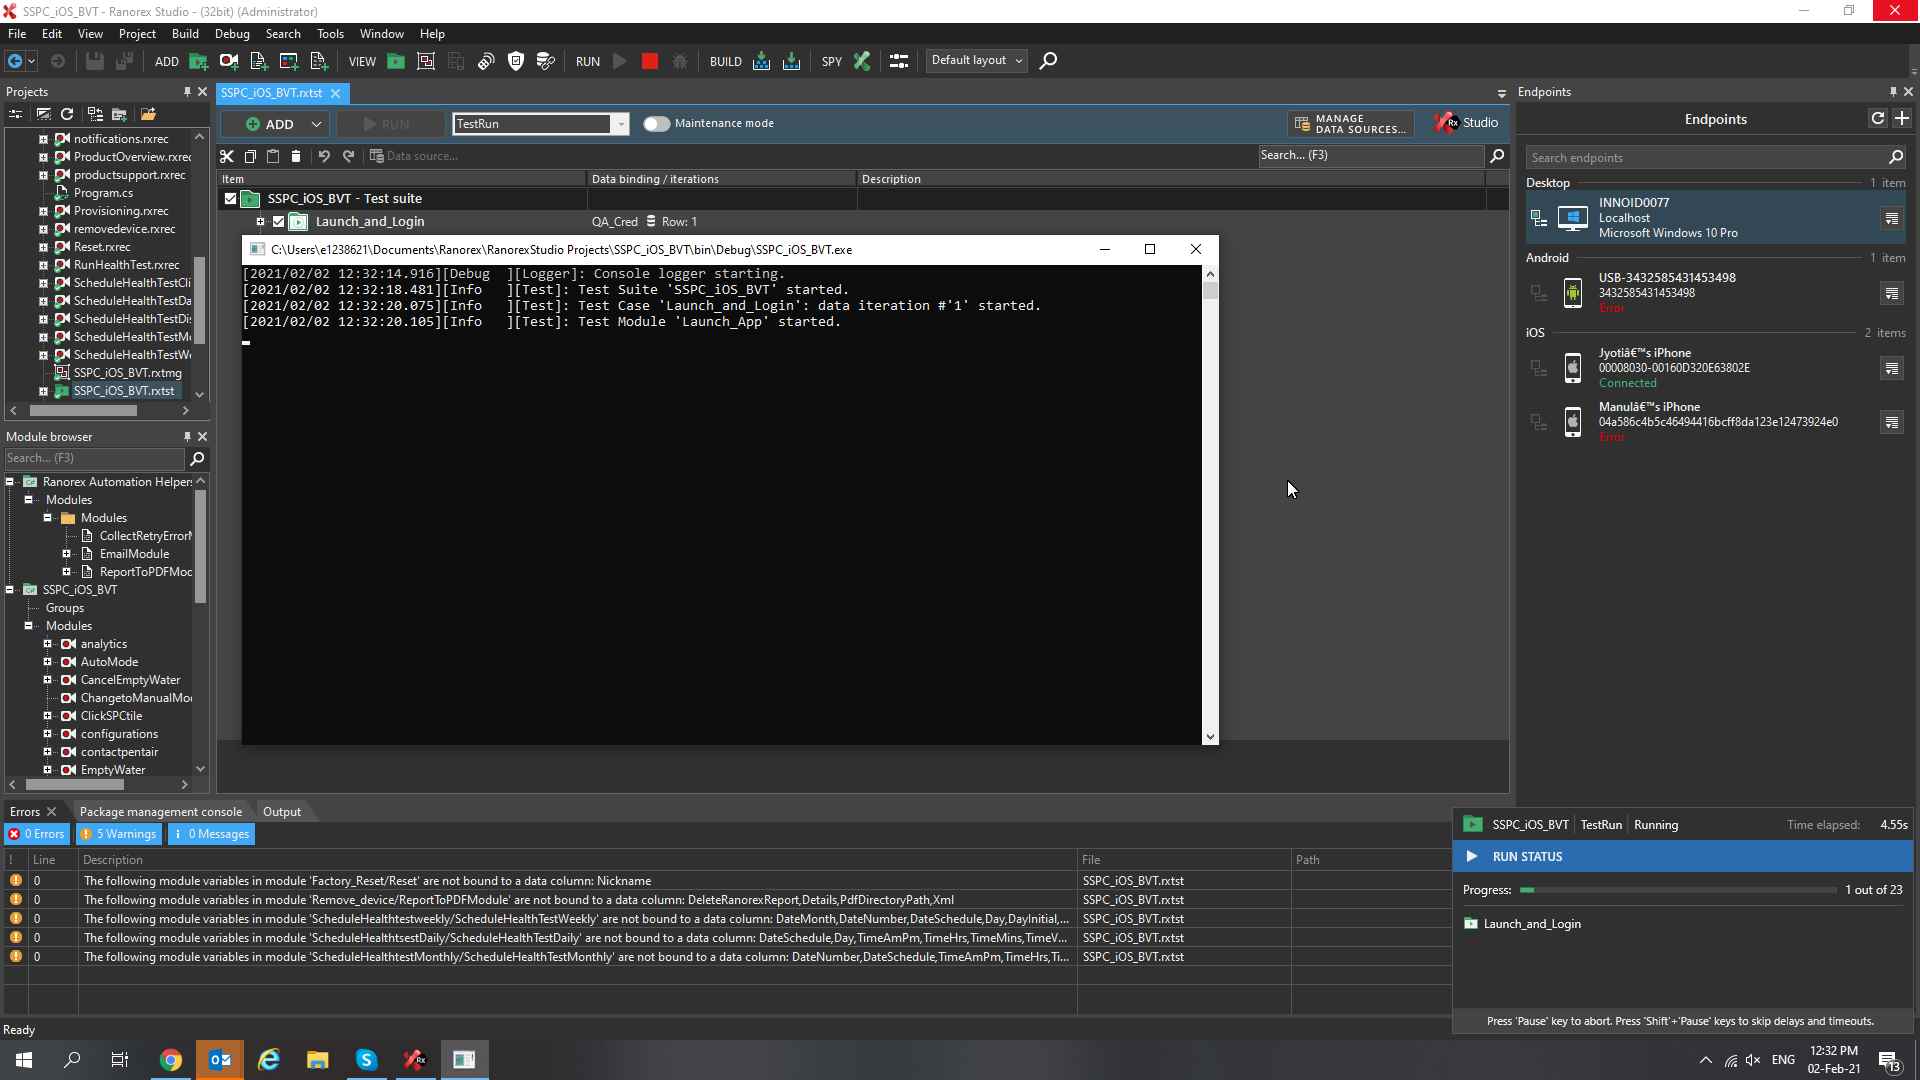 SSPC_iOS_BVT - Ranorex Studio - (32bit) (Administrator)
File Edit View Project Build Debug Search Tools Window Help
ADD VIEW RUN BUILD SPY Default layout
Projects
notifications.rxrec
ProductOverview.rxrec
productsupport.rxrec
Program.cs
Provisioning.rxrec
removedevice.rxrec
Reset.rxrec
RunHealthTest.rxrec
ScheduleHealthTestCli
ScheduleHealthTestDa
ScheduleHealthTestDis
ScheduleHealthTestMo
ScheduleHealthTestWe
SSPC_iOS_BVT.rxtmg
SSPC_iOS_BVT.rxtst
Module browser
Search... (F3)
Ranorex Automation Helpers
Modules
Modules
CollectRetryErrorM
EmailModule
ReportToPDFMod
SSPC_iOS_BVT
Groups
Modules
analytics
AutoMode
CancelEmptyWater
ChangetoManualMo
ClickSPCtile
configurations
contactpentair
EmptyWater
SSPC_iOS_BVT.rxtst
ADD RUN TestRun Maintenance mode MANAGE DATA SOURCES... Rx Studio
Data source... Search... (F3)
Item Data binding / iterations Description
SSPC_iOS_BVT - Test suite
Launch_and_Login QA_Cred Row: 1
C:\Users\e1238621\Documents\Ranorex\RanorexStudio Projects\SSPC_iOS_BVT\bin\Debug\SSPC_iOS_BVT.exe
[2021/02/02 12:32:14.916][Debug  ][Logger]: Console logger starting.
[2021/02/02 12:32:18.481][Info   ][Test]: Test Suite 'SSPC_iOS_BVT' started.
[2021/02/02 12:32:20.075][Info   ][Test]: Test Case 'Launch_and_Login': data iteration #'1' started.
[2021/02/02 12:32:20.105][Info   ][Test]: Test Module 'Launch_App' started.
Endpoints
Endpoints
Search endpoints
Desktop 1 item
INNOID0077
Localhost
Microsoft Windows 10 Pro
Android 1 item
USB-3432585431453498
3432585431453498
Error
iOS 2 items
Jyotiâ€™s iPhone
00008030-00160D320E63802E
Connected
Manulâ€™s iPhone
04a586c4b5c46494416bcff8da123e12473924e0
Error
Errors Package management console Output
0 Errors 5 Warnings 0 Messages
! Line Description File Path
0 The following module variables in module 'Factory_Reset/Reset' are not bound to a data column: Nickname SSPC_iOS_BVT.rxtst
0 The following module variables in module 'Remove_device/ReportToPDFModule' are not bound to a data column: DeleteRanorexReport,Details,PdfDirectoryPath,Xml SSPC_iOS_BVT.rxtst
0 The following module variables in module 'ScheduleHealthtestweekly/ScheduleHealthTestWeekly' are not bound to a data column: DateMonth,DateNumber,DateSchedule,Day,DayInitial,... SSPC_iOS_BVT.rxtst
0 The following module variables in module 'ScheduleHealthtsestDaily/ScheduleHealthTestDaily' are not bound to a data column: DateSchedule,Day,TimeAmPm,TimeHrs,TimeMins,TimeV... SSPC_iOS_BVT.rxtst
0 The following module variables in module 'ScheduleHealthtestMonthly/ScheduleHealthTestMonthly' are not bound to a data column: DateNumber,DateSchedule,TimeAmPm,TimeHrs,Ti... SSPC_iOS_BVT.rxtst
SSPC_iOS_BVT TestRun Running Time elapsed: 4.55s
RUN STATUS
Progress: 1 out of 23
Launch_and_Login
Press 'Pause' key to abort. Press 'Shift'+'Pause' keys to skip delays and timeouts.
Ready
ENG 12:32 PM
02-Feb-21
13